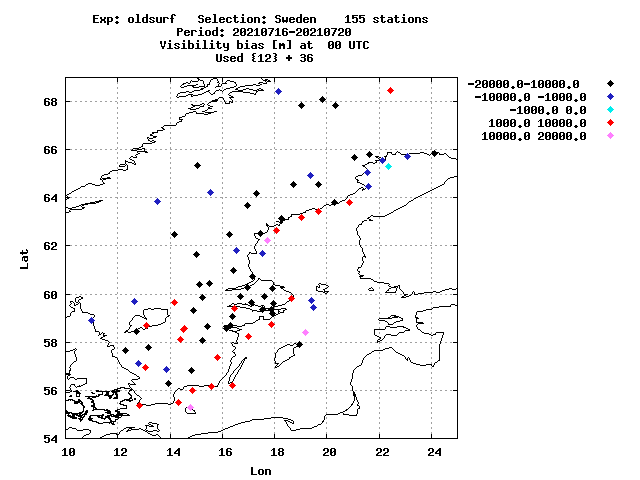 Exp: oldsurf   Selection: Sweden    155 stations
Period: 20210716-20210720
Visibility bias [m] at  00 UTC
Used {12} + 36
-20000.0-10000.0
-10000.0 -1000.0
-1000.0 0.0
1000.0 10000.0
10000.0 20000.0
68
66
64
62
60
58
56
54
Lat
10 12 14 16 18 20 22 24
Lon